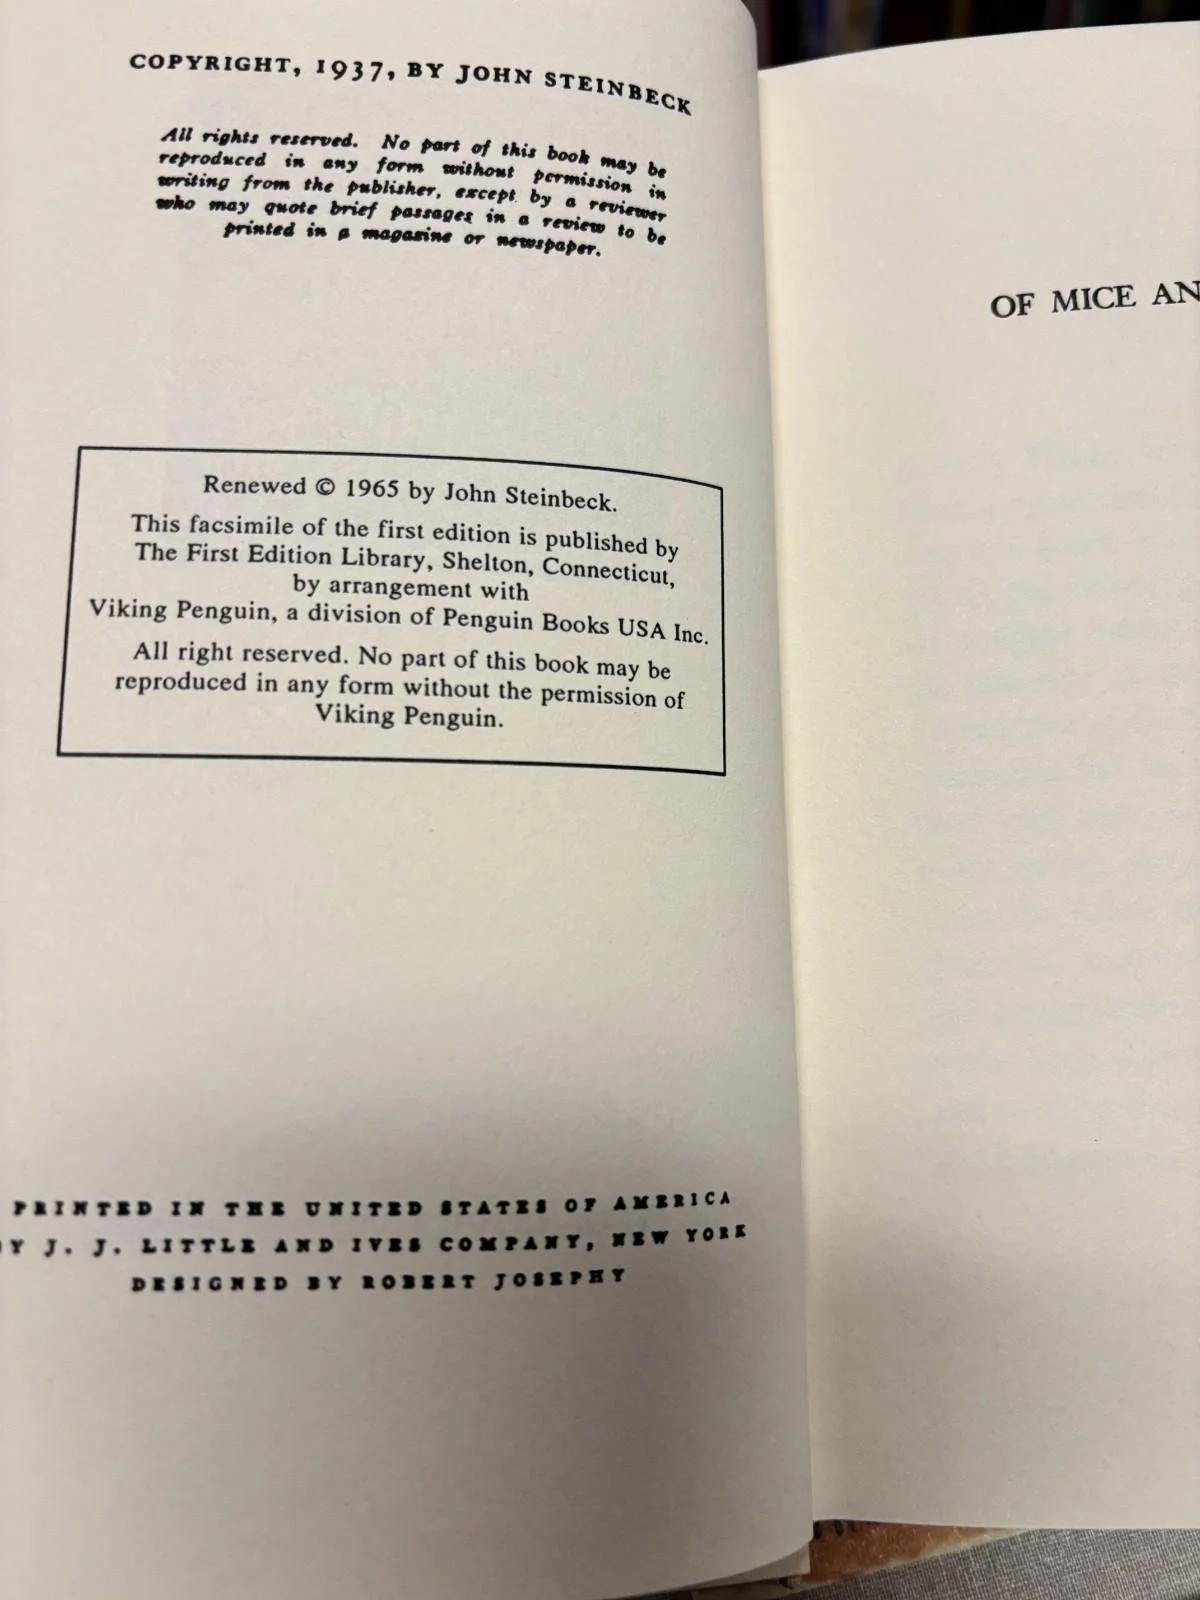 COPYRIGHT, 1937, BY JOHN STEINBECK
All rights reserved. No part of this book may be
reproduced in any form without permission in
writing from the publisher, except by a reviewer
who may quote brief passages in a review to be
printed in a magazine or newspaper.
Renewed © 1965 by John Steinbeck.
This facsimile of the first edition is published by
The First Edition Library, Shelton, Connecticut,
by arrangement with
Viking Penguin, a division of Penguin Books USA Inc.
All right reserved. No part of this book may be
reproduced in any form without the permission of
Viking Penguin.
PRINTED IN THE UNITED STATES OF AMERICA
Y J. J. LITTLE AND IVES COMPANY, NEW YORK
DESIGNED BY ROBERT JOSEPHY
OF MICE AN